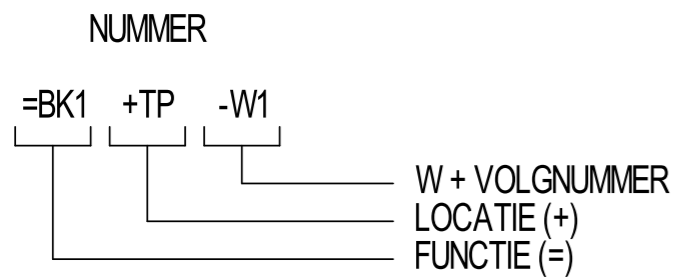 NUMMER
=BK1 +TP -W1
W + VOLGNUMMER
LOCATIE (+)
FUNCTIE (=)